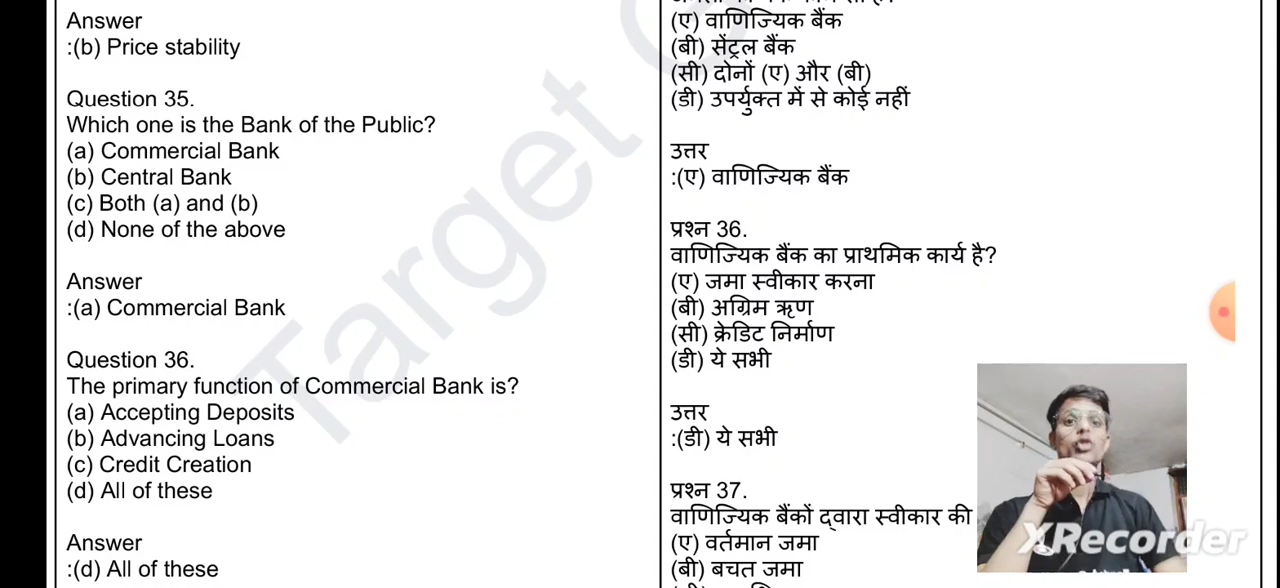 Answer
:(b) Price stability
Question 35.
Which one is the Bank of the Public?
(a) Commercial Bank
(b) Central Bank
(c) Both (a) and (b)
(d) None of the above
Answer
:(a) Commercial Bank
Question 36.
The primary function of Commercial Bank is?
(a) Accepting Deposits
(b) Advancing Loans
(c) Credit Creation
(d) All of these
Answer
:(d) All of these
(ए) वाणिज्यिक बैंक
(बी) सेंट्रल बैंक
(सी) दोनों (ए) और (बी)
(डी) उपर्युक्त में से कोई नहीं
उत्तर
:(ए) वाणिज्यिक बैंक
प्रश्न 36.
वाणिज्यिक बैंक का प्राथमिक कार्य है?
(ए) जमा स्वीकार करना
(बी) अग्रिम ऋण
(सी) क्रेडिट निर्माण
(डी) ये सभी
उत्तर
:(डी) ये सभी
प्रश्न 37.
वाणिज्यिक बैंकों द्वारा स्वीकार की
(ए) वर्तमान जमा
(बी) बचत जमा
Target
XRecorder